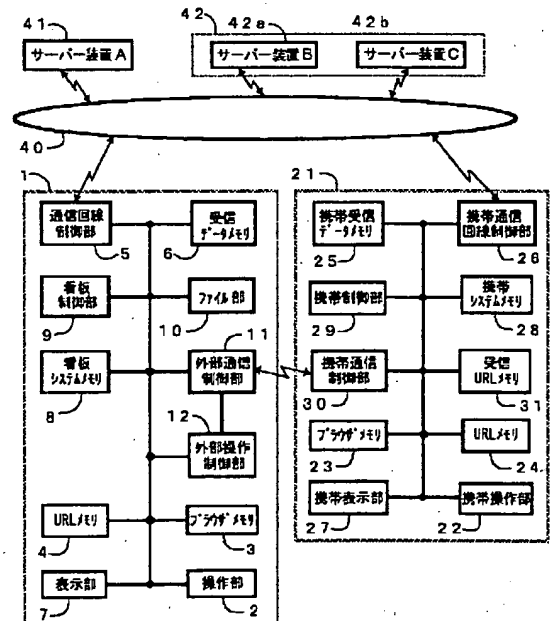 41
サーバー装置A
42
42a
サーバー装置B
42b
サーバー装置C
40
1
通信回線
制御部
5
受信
データメモリ
6
看板
制御部
9
ファイル部
10
看板
システムメモリ
8
外部通信
制御部
11
12
外部操作
制御部
URLメモリ
4
ブラウザメモリ
3
表示部
7
操作部
2
21
携帯受信
データメモリ
25
携帯通信
回線制御部
26
携帯制御部
29
携帯
システムメモリ
28
携帯通信
制御部
30
受信
URLメモリ
31
ブラウザメモリ
23
URLメモリ
24
携帯表示部
27
携帯操作部
22